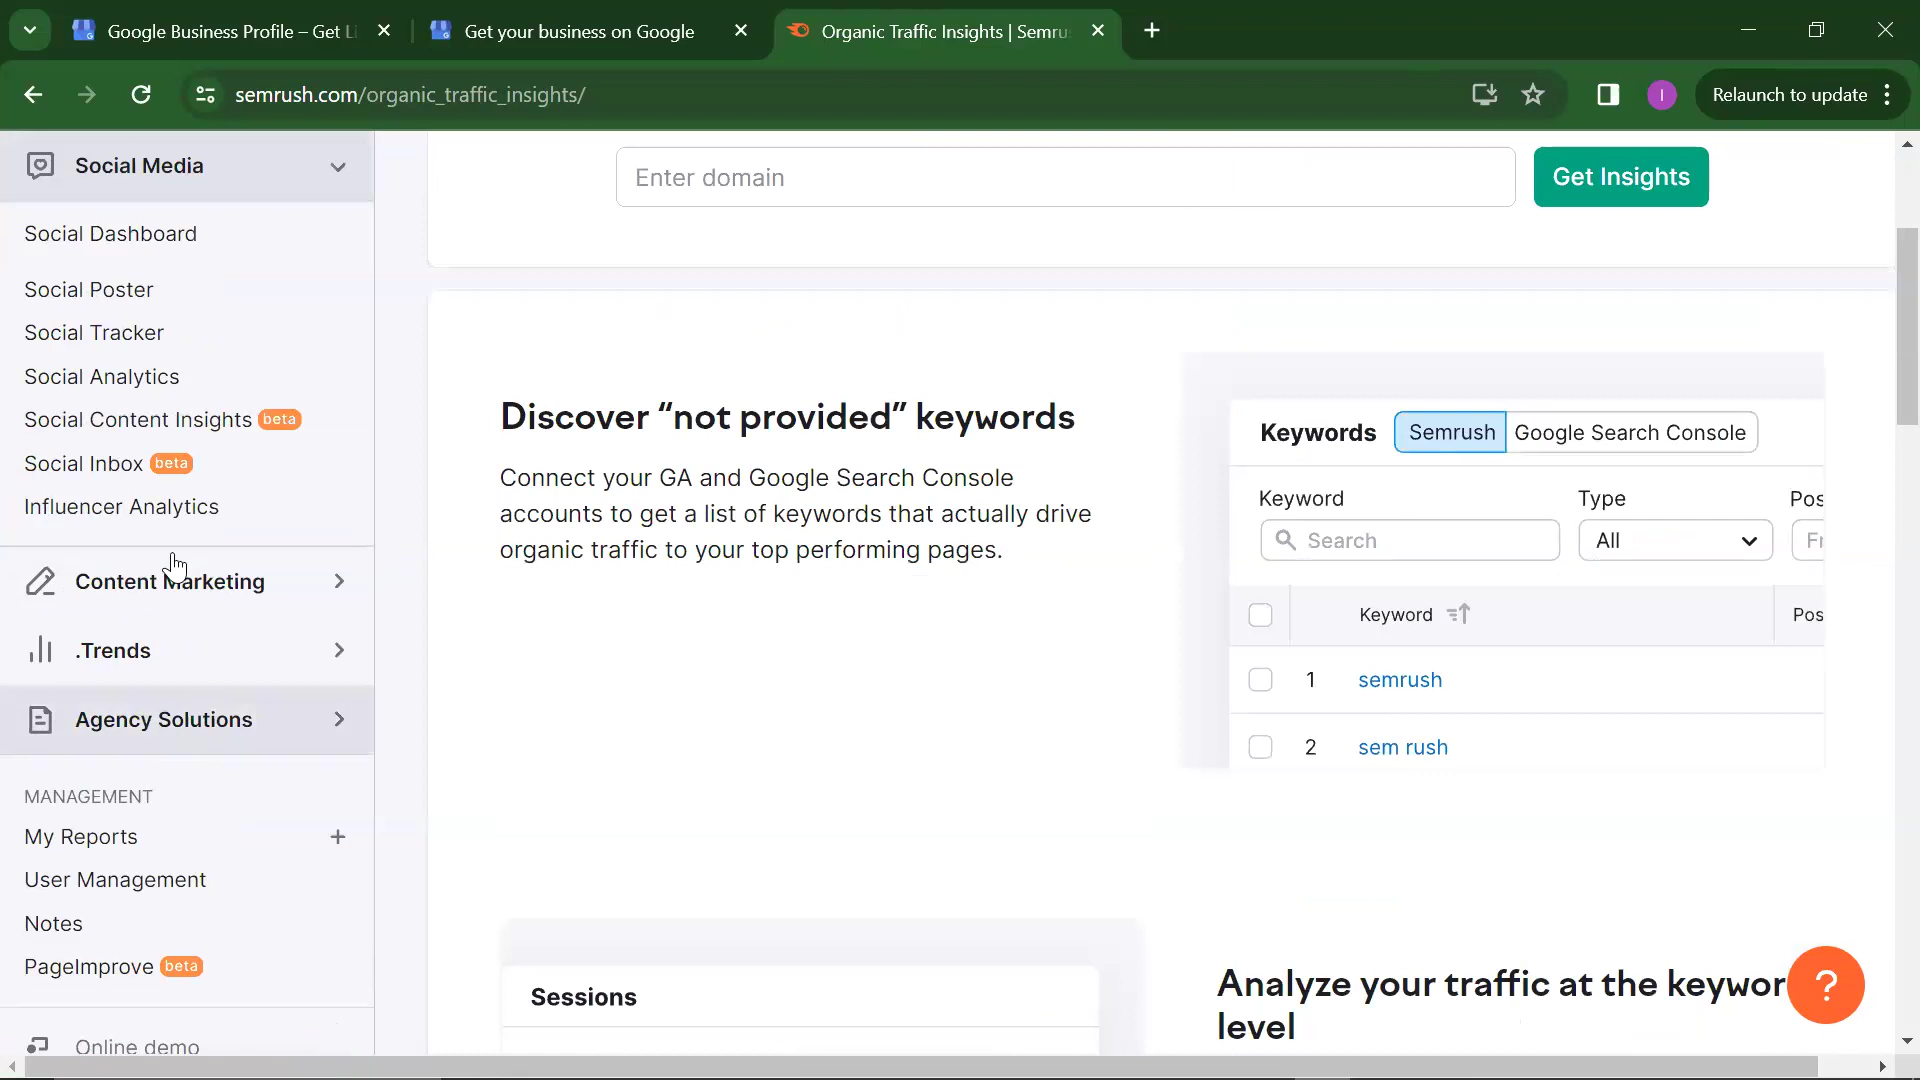 Google Business Profile – Get Li
Get your business on Google
Organic Traffic Insights | Semru
semrush.com/organic_traffic_insights/
I
Relaunch to update
Social Media
Social Dashboard
Social Poster
Social Tracker
Social Analytics
Social Content Insights beta
Social Inbox beta
Influencer Analytics
Content Marketing
.Trends
Agency Solutions
MANAGEMENT
My Reports
User Management
Notes
PageImprove beta
Online demo
Enter domain
Get Insights
Discover “not provided” keywords
Connect your GA and Google Search Console
accounts to get a list of keywords that actually drive
organic traffic to your top performing pages.
Keywords Semrush Google Search Console
Keyword Type Pos
Search All Fr
Keyword Pos
1 semrush
2 sem rush
Sessions
Analyze your traffic at the keywor
level
?